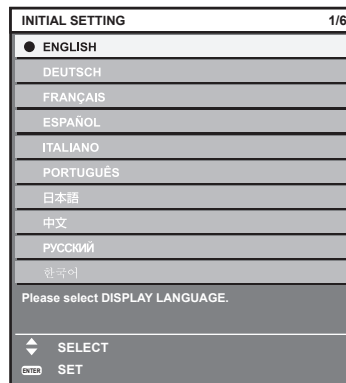 INITIAL SETTING 1/6
ENGLISH
DEUTSCH
FRANÇAIS
ESPAÑOL
ITALIANO
PORTUGUÊS
日本語
中文
РУССКИЙ
한국어
Please select DISPLAY LANGUAGE.
SELECT
ENTER SET